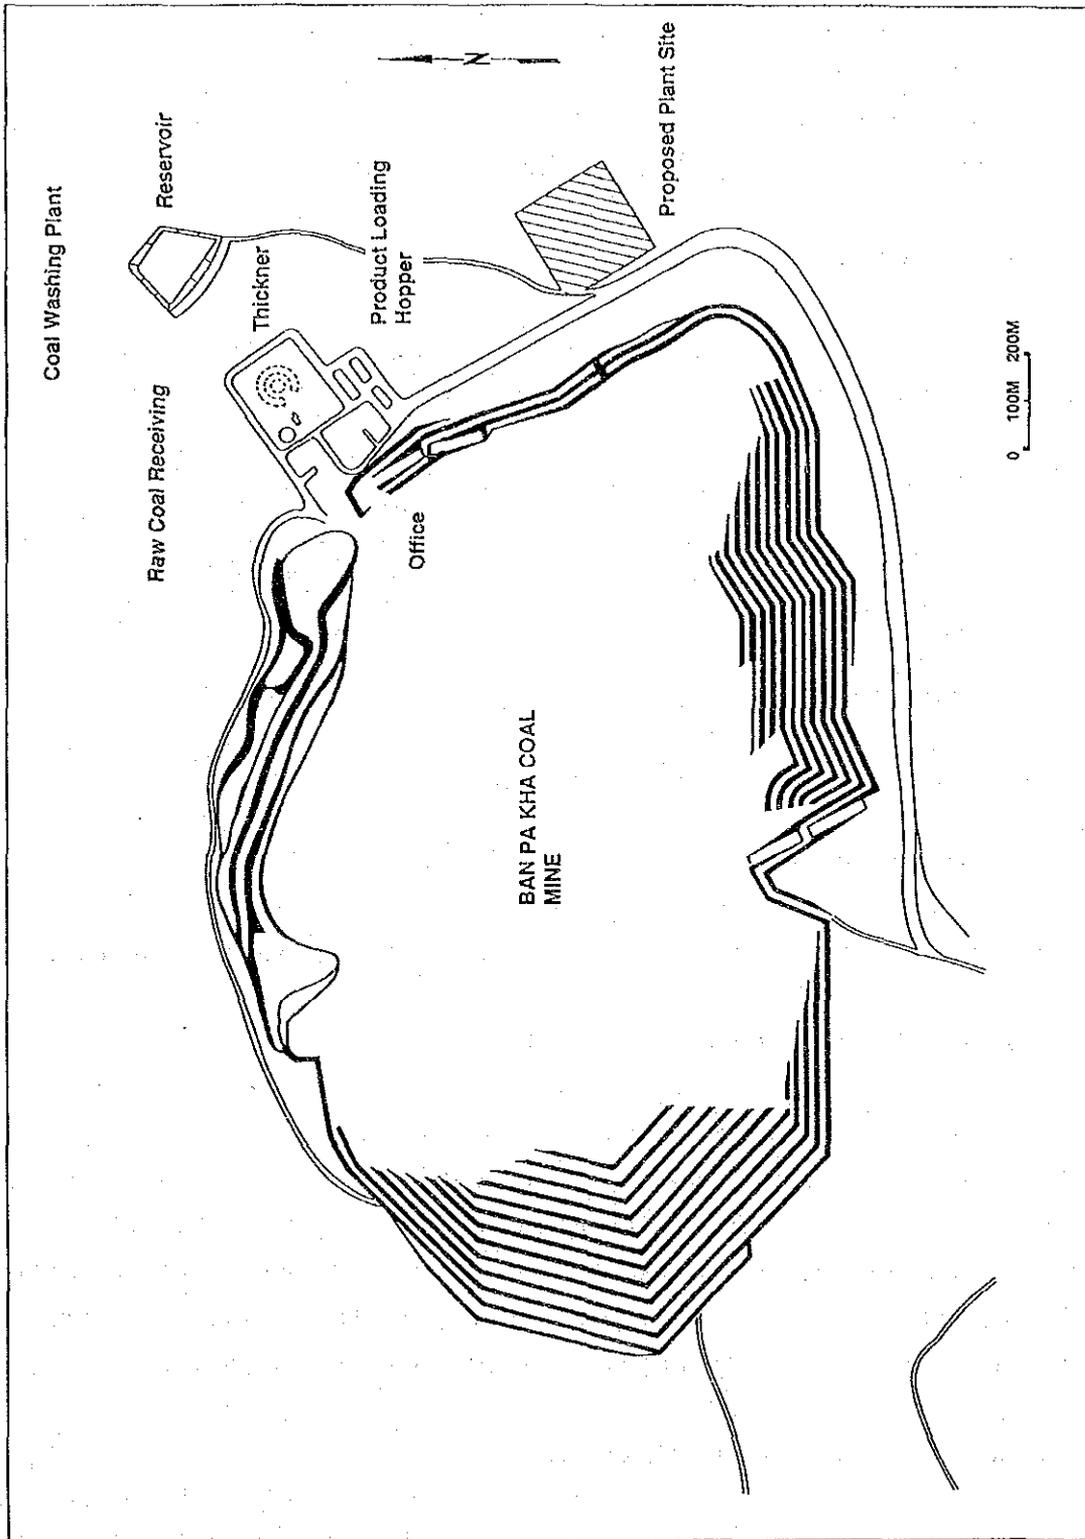 Coal Washing Plant
Reservoir
Raw Coal Receiving
Thickner
Product Loading
Hopper
N
Office
BAN PA KHA COAL
MINE
Proposed Plant Site
0 100M 200M